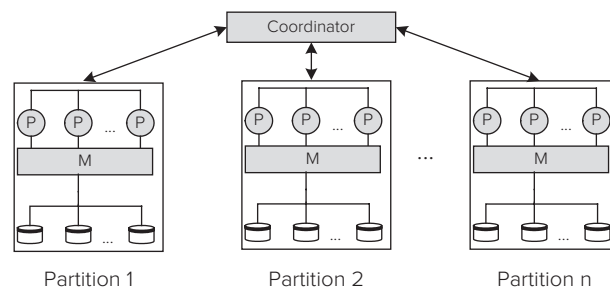 Coordinator
P P ... P P P ... P P P ... P
M M ... M
... ... ...
Partition 1 Partition 2 Partition n